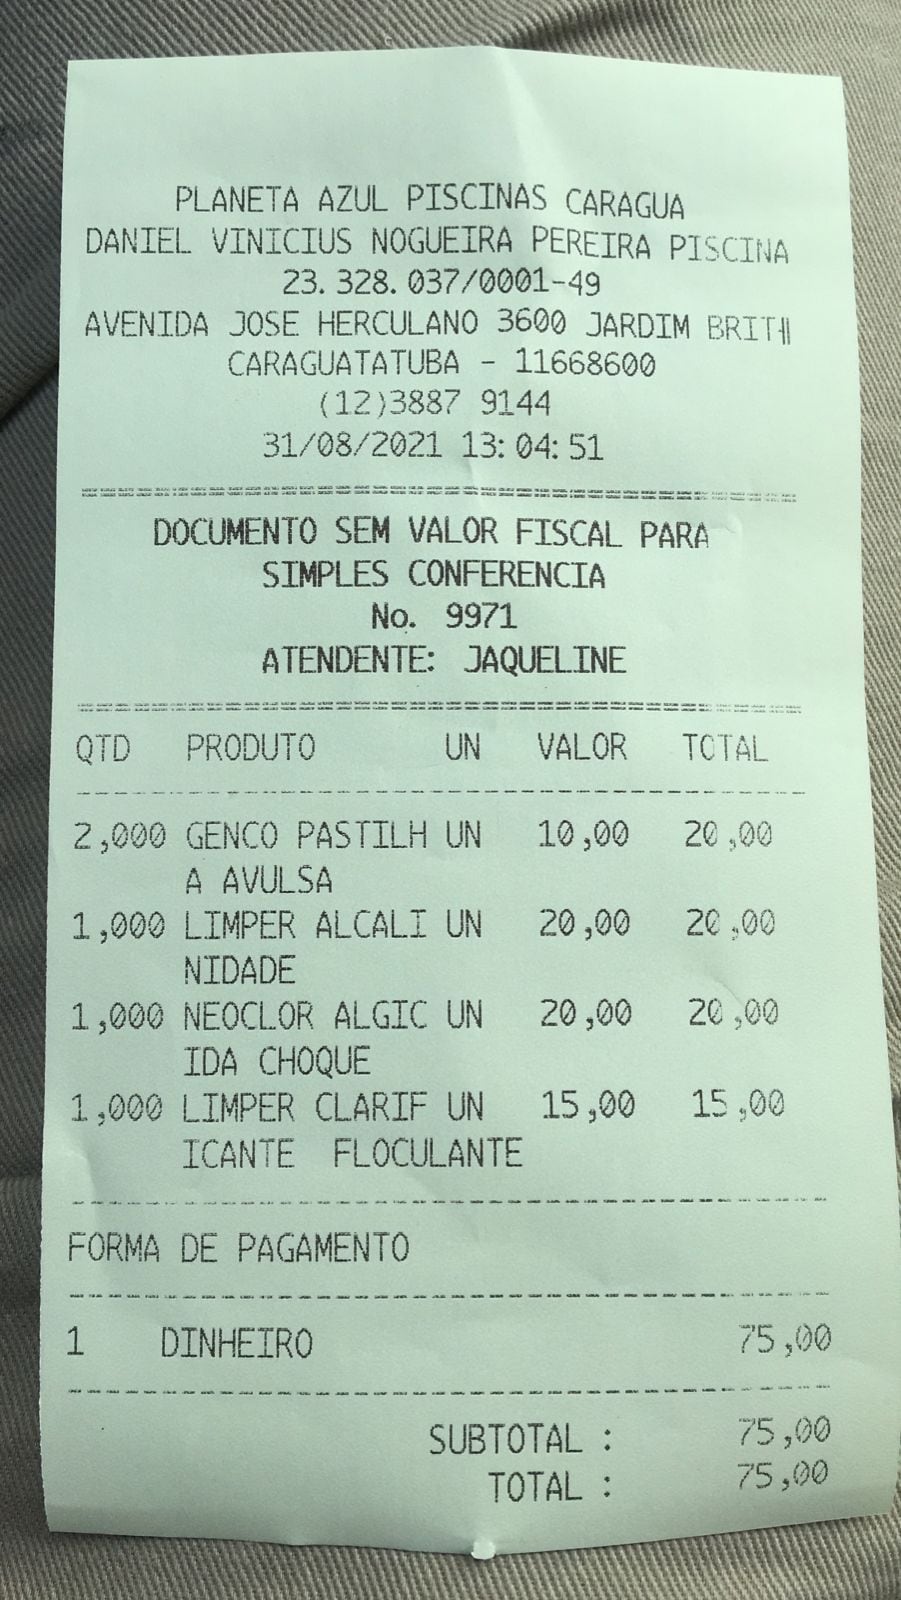 PLANETA AZUL PISCINAS CARAGUA
DANIEL VINICIUS NOGUEIRA PEREIRA PISCINA
23.328.037/0001-49
AVENIDA JOSE HERCULANO 3600 JARDIM
CARAGUATATUBA - 11668600
(12)3887 9144
31/08/2021 13:04:51
DOCUMENTO SEM VALOR FISCAL PARA
SIMPLES CONFERENCIA
No. 9971
ATENDENTE: JAQUELINE
QTD PRODUTO UN VALOR TOTAL
2,000 GENCO PASTILH UN 10,00 20,00
A AVULSA
1,000 LIMPER ALCALI UN 20,00 20,00
NIDADE
1,000 NEOCLOR ALGIC UN 20,00 20,00
IDA CHOQUE
1,000 LIMPER CLARIF UN 15,00 15,00
ICANTE FLOCULANTE
FORMA DE PAGAMENTO
1 DINHEIRO 75,00
SUBTOTAL : 75,00
TOTAL : 75,00